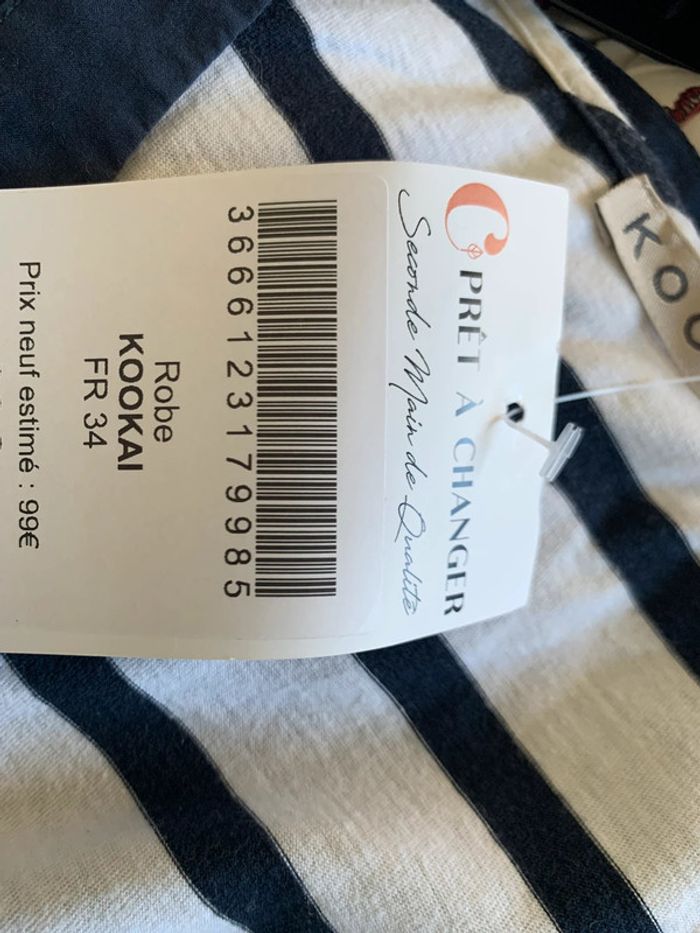 PRÊT À CHANGER
Seconde Main de Qualité
3666123179985
Robe
KOOKAI
FR 34
Prix neuf estimé : 99€
KOO